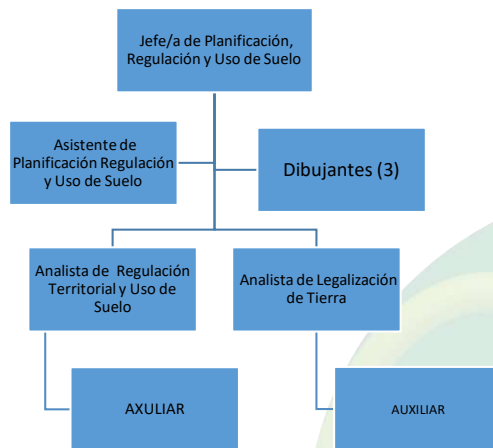 Jefe/a de Planificación,
Regulación y Uso de Suelo
Asistente de
Planificación Regulación
y Uso de Suelo
Dibujantes (3)
Analista de Regulación
Territorial y Uso de
Suelo
Analista de Legalización
de Tierra
AXULIAR
AUXILIAR